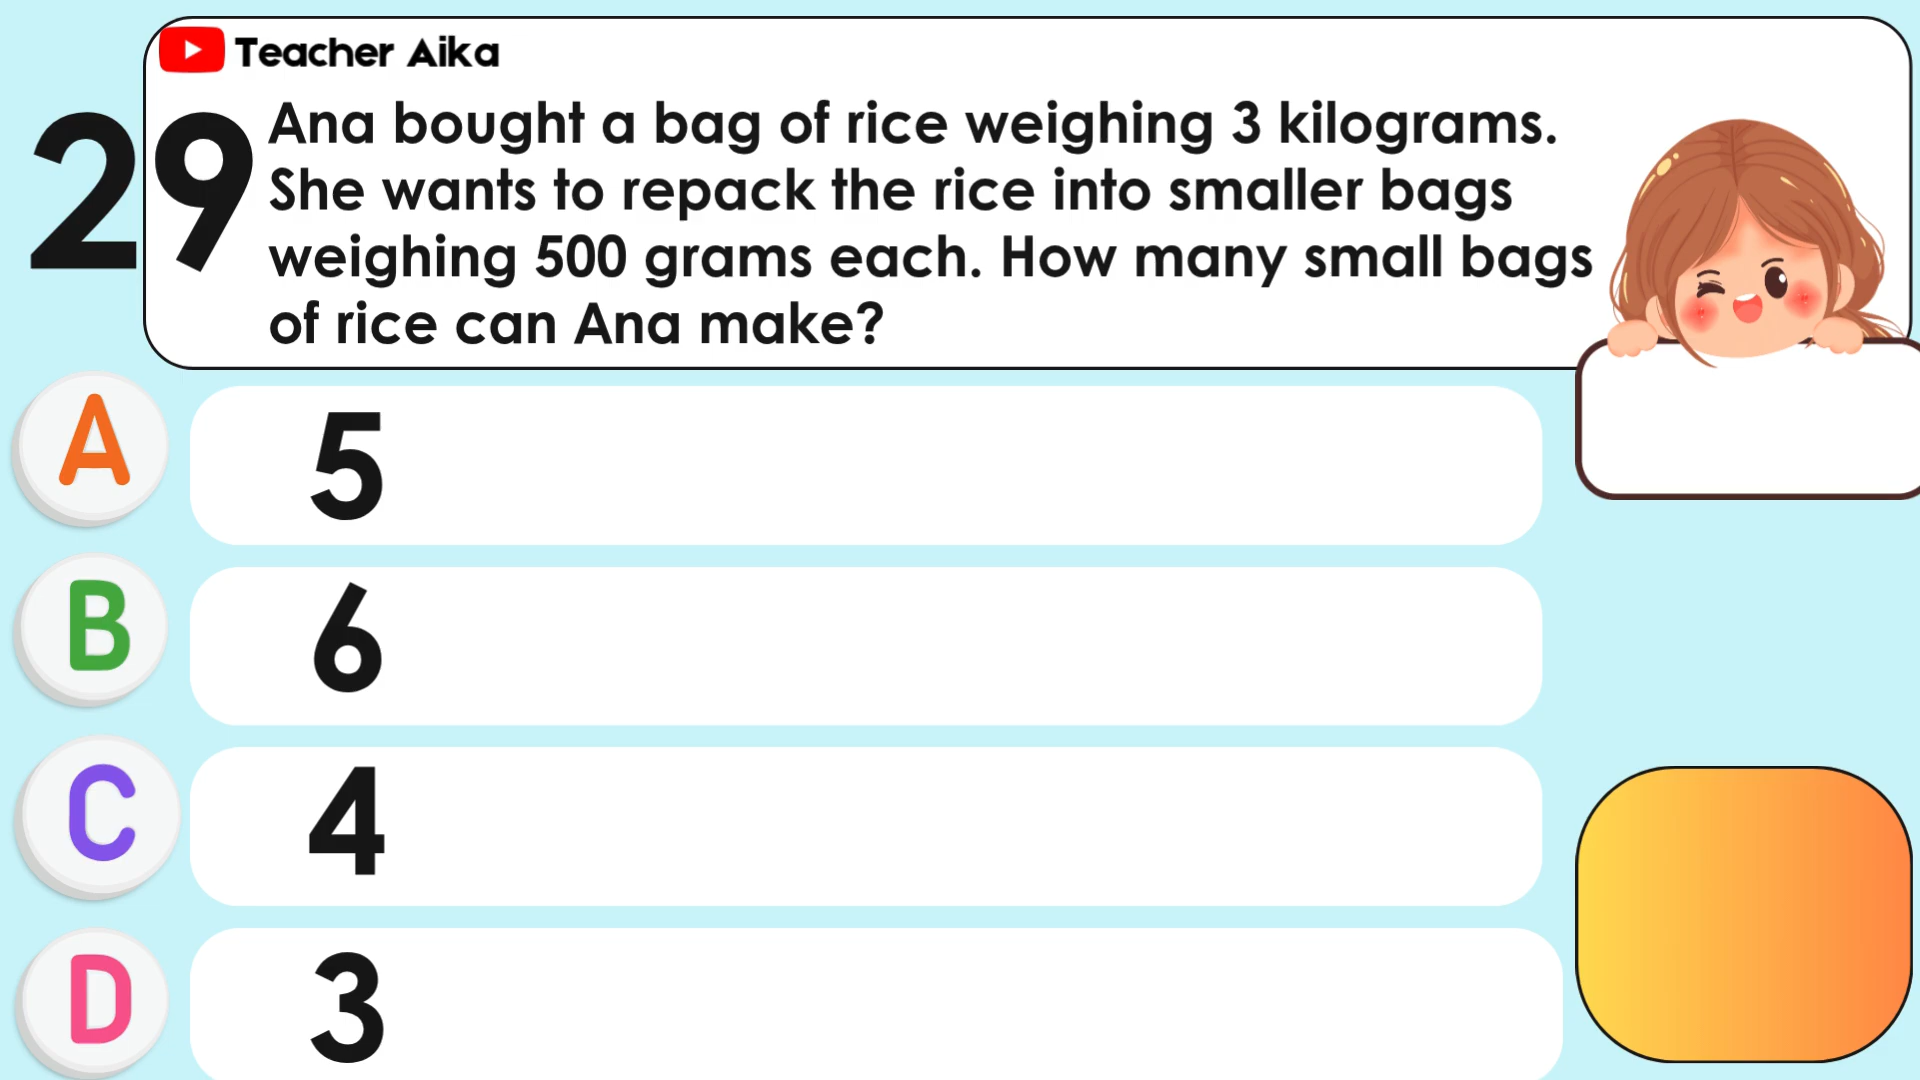 Teacher Aika
29
Ana bought a bag of rice weighing 3 kilograms.
She wants to repack the rice into smaller bags
weighing 500 grams each. How many small bags
of rice can Ana make?
A 5
B 6
C 4
D 3